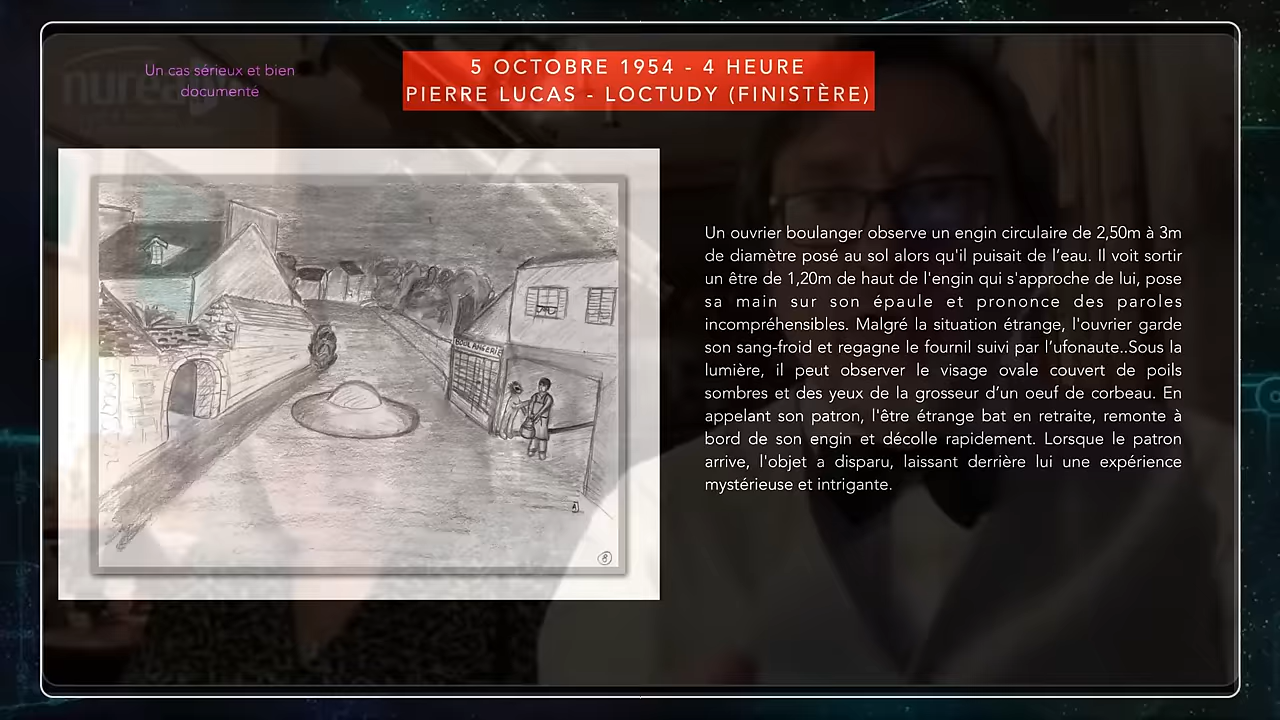 Un cas sérieux et bien
documenté
5 OCTOBRE 1954 - 4 HEURE
PIERRE LUCAS - LOCTUDY (FINISTÈRE)
BOULANGERIE
8
Un ouvrier boulanger observe un engin circulaire de 2,50m à 3m
de diamètre posé au sol alors qu'il puisait de l'eau. Il voit sortir
un être de 1,20m de haut de l'engin qui s'approche de lui, pose
sa main sur son épaule et prononce des paroles
incompréhensibles. Malgré la situation étrange, l'ouvrier garde
son sang-froid et regagne le fournil suivi par l'ufonaute..Sous la
lumière, il peut observer le visage ovale couvert de poils
sombres et des yeux de la grosseur d'un oeuf de corbeau. En
appelant son patron, l'être étrange bat en retraite, remonte à
bord de son engin et décolle rapidement. Lorsque le patron
arrive, l'objet a disparu, laissant derrière lui une expérience
mystérieuse et intrigante.